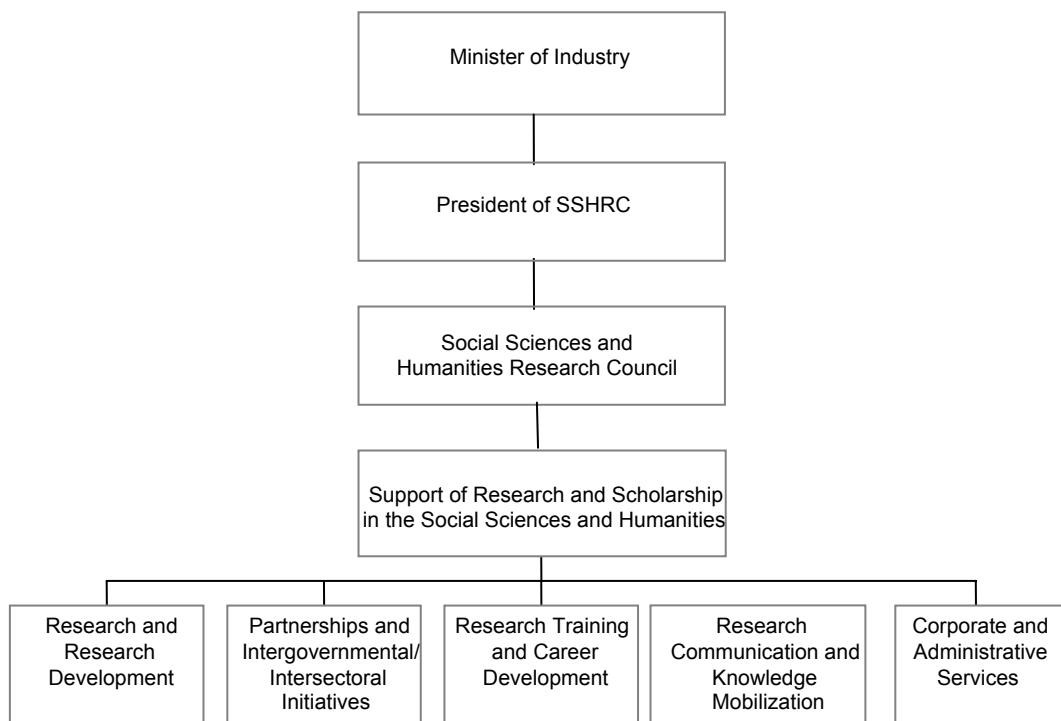 Minister of Industry
President of SSHRC
Social Sciences and
Humanities Research Council
Support of Research and Scholarship
in the Social Sciences and Humanities
Research and
Research
Development
Partnerships and
Intergovernmental/
Intersectoral
Initiatives
Research Training
and Career
Development
Research
Communication and
Knowledge
Mobilization
Corporate and
Administrative
Services